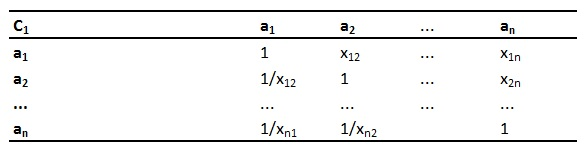 C₁ a₁ a₂ ... aₙ
a₁ 1 x₁₂ ... x₁ₙ
a₂ 1/x₁₂ 1 ... x₂ₙ
... ... ... ... ...
aₙ 1/xₙ₁ 1/xₙ₂ 1